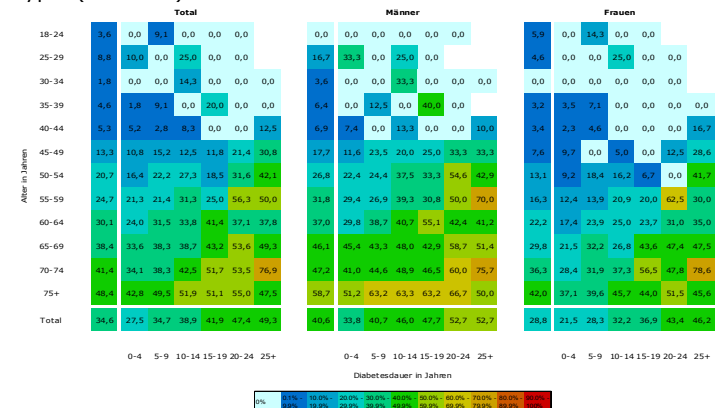 Total Männer Frauen
18-24 3,6 0,0 9,1 0,0 0,0 0,0 0,0 0,0 0,0 0,0 0,0 0,0 5,9 0,0 14,3 0,0 0,0 0,0
25-29 8,8 10,0 0,0 25,0 0,0 0,0 16,7 33,3 0,0 25,0 0,0 4,6 0,0 0,0 25,0 0,0 0,0
30-34 1,8 0,0 0,0 14,3 0,0 0,0 0,0 3,6 0,0 0,0 33,3 0,0 0,0 0,0 0,0 0,0 0,0 0,0 0,0 0,0
35-39 4,6 1,8 9,1 0,0 20,0 0,0 6,4 0,0 12,5 0,0 40,0 0,0 3,2 3,5 7,1 0,0 0,0 0,0 0,0
40-44 5,3 5,2 2,8 8,3 0,0 0,0 12,5 6,9 7,4 0,0 13,3 0,0 0,0 10,0 3,4 2,3 4,6 0,0 0,0 0,0 16,7
45-49 13,3 10,8 15,2 12,5 11,8 21,4 30,8 17,7 11,6 23,5 20,0 25,0 33,3 33,3 7,6 9,7 0,0 5,0 0,0 12,5 28,6
50-54 20,7 16,4 22,2 27,3 18,5 31,6 42,1 26,8 22,4 24,4 37,5 33,3 54,6 42,9 13,1 9,2 18,4 16,2 6,7 0,0 41,7
55-59 24,7 21,3 21,4 31,3 25,0 56,3 50,0 31,8 29,4 26,9 39,3 30,8 50,0 70,0 16,3 12,4 13,9 20,9 20,0 62,5 30,0
60-64 30,1 24,0 31,5 33,8 41,4 37,1 37,8 37,0 29,8 38,7 40,7 55,1 42,4 41,2 22,2 17,4 23,9 25,0 23,7 31,0 35,0
65-69 38,4 33,6 38,3 38,7 43,2 53,6 49,3 46,1 45,4 43,3 48,0 42,9 58,7 51,4 29,8 21,5 32,2 26,8 43,6 47,4 47,5
70-74 41,4 34,1 38,3 42,5 51,7 53,5 76,9 47,2 41,0 44,6 48,9 46,5 60,0 75,7 36,3 28,4 31,9 37,3 56,5 47,8 78,6
75+ 48,4 42,8 49,5 51,9 51,1 55,0 47,5 58,7 51,2 63,2 63,3 63,2 66,7 50,0 42,0 37,1 39,6 45,7 44,0 51,5 45,6
Total 34,6 27,5 34,7 38,9 41,9 47,4 49,3 40,6 33,8 40,7 46,0 47,7 52,7 52,7 28,8 21,5 28,3 32,2 36,9 43,4 46,2
Alter in Jahren
0-4 5-9 10-14 15-19 20-24 25+ 0-4 5-9 10-14 15-19 20-24 25+ 0-4 5-9 10-14 15-19 20-24 25+
Diabetesdauer in Jahren
0% 0.1% - 9.9% 10.0% - 19.9% 20.0% - 29.9% 30.0% - 39.9% 40.0% - 49.9% 50.0% - 59.9% 60.0% - 69.9% 70.0% - 79.9%